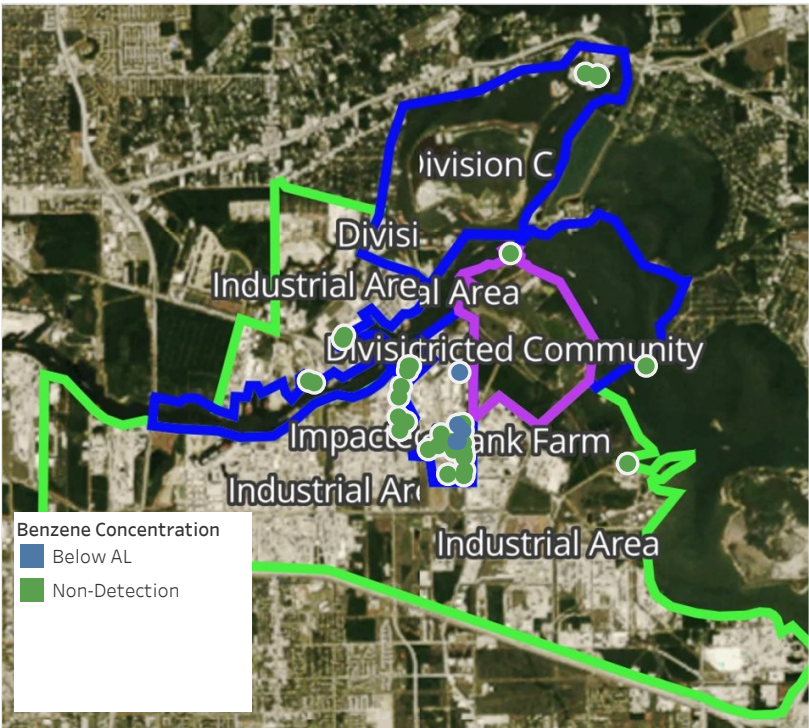 Division C
Divisi
Industrial Area
al Area
Divisi
tricted Community
Impacte
ank Farm
Industrial Are
Industrial Area
Benzene Concentration
Below AL
Non-Detection